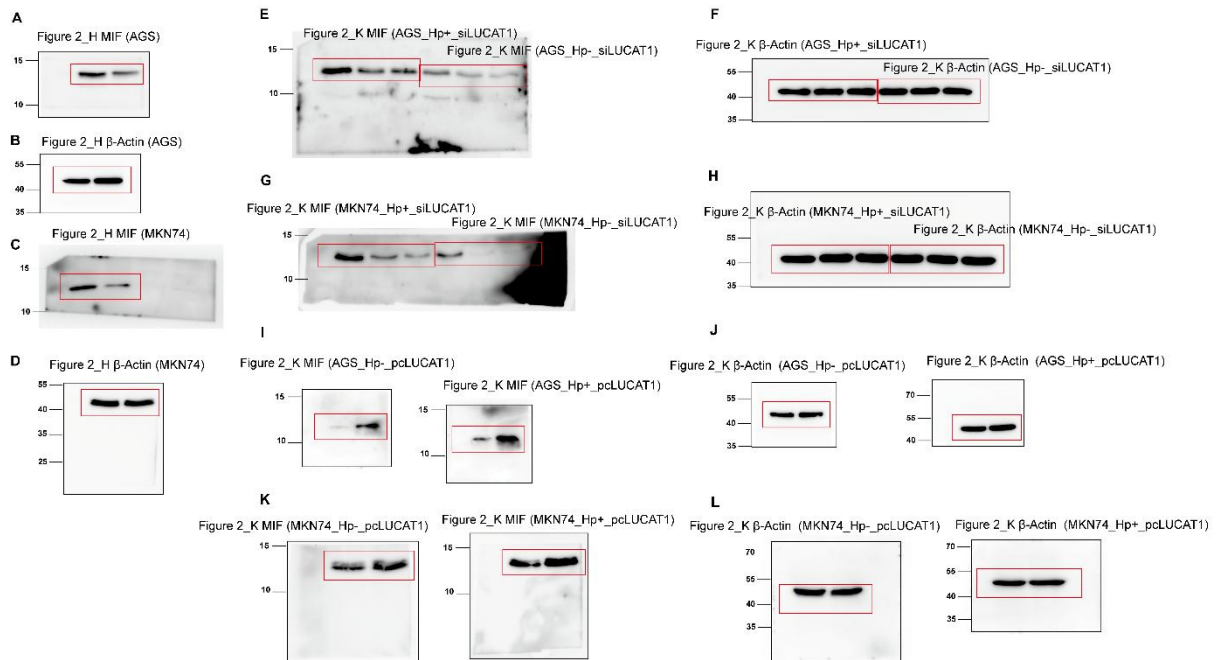 A
Figure 2_H MIF (AGS)
15
10
B
Figure 2_H β-Actin (AGS)
55
40
35
C
Figure 2_H MIF (MKN74)
15
10
D
Figure 2_H β-Actin (MKN74)
55
40
35
25
E
Figure 2_K MIF (AGS_Hp+_siLUCAT1)
Figure 2_K MIF (AGS_Hp-_siLUCAT1)
15
10
F
Figure 2_K β-Actin (AGS_Hp+_siLUCAT1)
Figure 2_K β-Actin (AGS_Hp-_siLUCAT1)
55
40
35
G
Figure 2_K MIF (MKN74_Hp+_siLUCAT1)
Figure 2_K MIF (MKN74_Hp-_siLUCAT1)
15
10
H
Figure 2_K β-Actin (MKN74_Hp+_siLUCAT1)
Figure 2_K β-Actin (MKN74_Hp-_siLUCAT1)
55
40
35
I
Figure 2_K MIF (AGS_Hp-_pcLUCAT1)
15
10
Figure 2_K MIF (AGS_Hp+_pcLUCAT1)
15
10
J
Figure 2_K β-Actin (AGS_Hp-_pcLUCAT1)
55
40
35
Figure 2_K β-Actin (AGS_Hp+_pcLUCAT1)
70
55
40
K
Figure 2_K MIF (MKN74_Hp-_pcLUCAT1)
15
10
Figure 2_K MIF (MKN74_Hp+_pcLUCAT1)
15
10
L
Figure 2_K β-Actin (MKN74_Hp-_pcLUCAT1)
70
55
40
35
Figure 2_K β-Actin (MKN74_Hp+_pcLUCAT1)
70
55
40
35